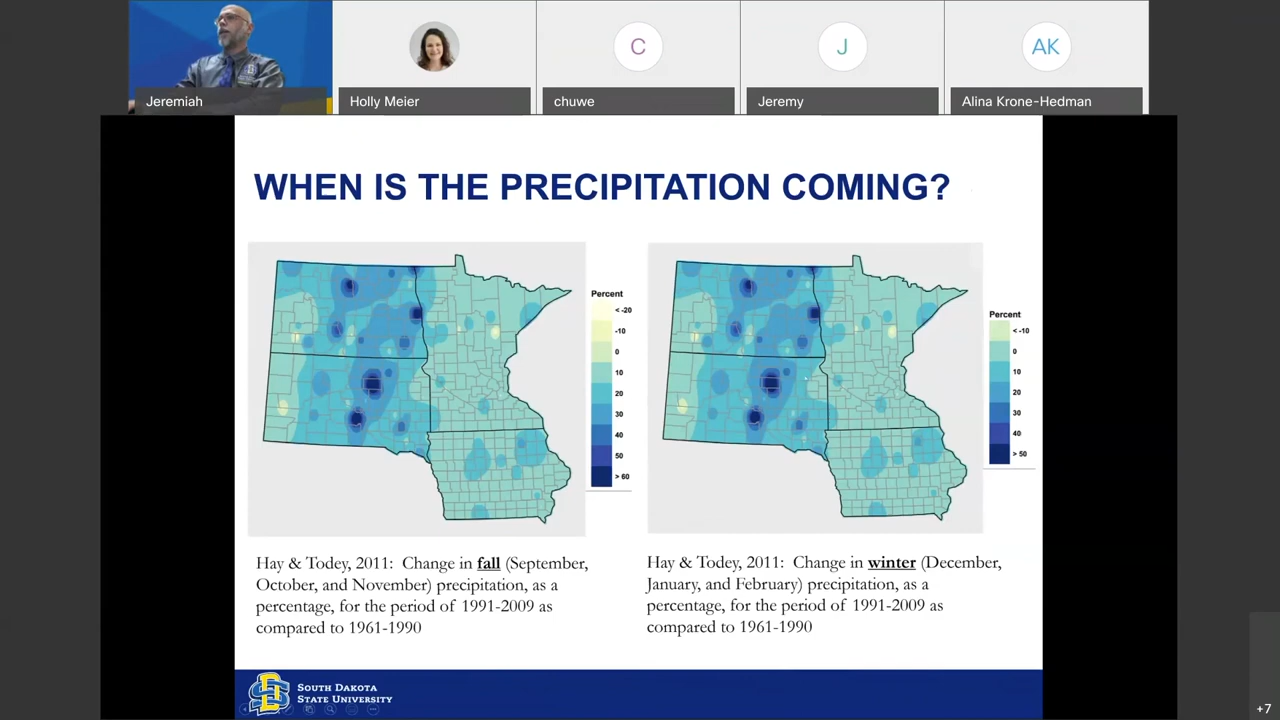 Jeremiah
Holly Meier
C
chuwe
J
Jeremy
AK
Alina Krone-Hedman
WHEN IS THE PRECIPITATION COMING?
Percent
< -20
-10
0
10
20
30
40
50
> 60
Percent
< -10
0
10
20
30
40
> 50
Hay & Todey, 2011: Change in fall (September,
October, and November) precipitation, as a
percentage, for the period of 1991-2009 as
compared to 1961-1990
Hay & Todey, 2011: Change in winter (December,
January, and February) precipitation, as a
percentage, for the period of 1991-2009 as
compared to 1961-1990
SOUTH DAKOTA
STATE UNIVERSITY
+7